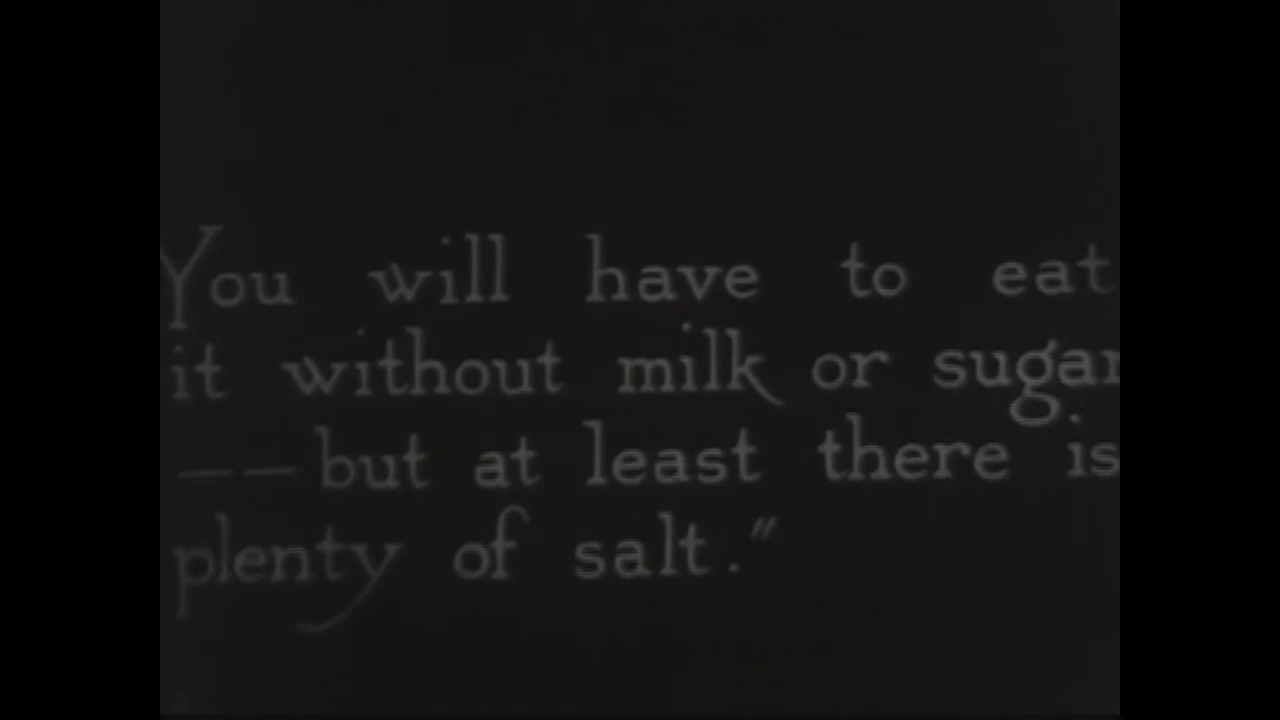 You will have to eat
it without milk or sugar
--but at least there is
plenty of salt."